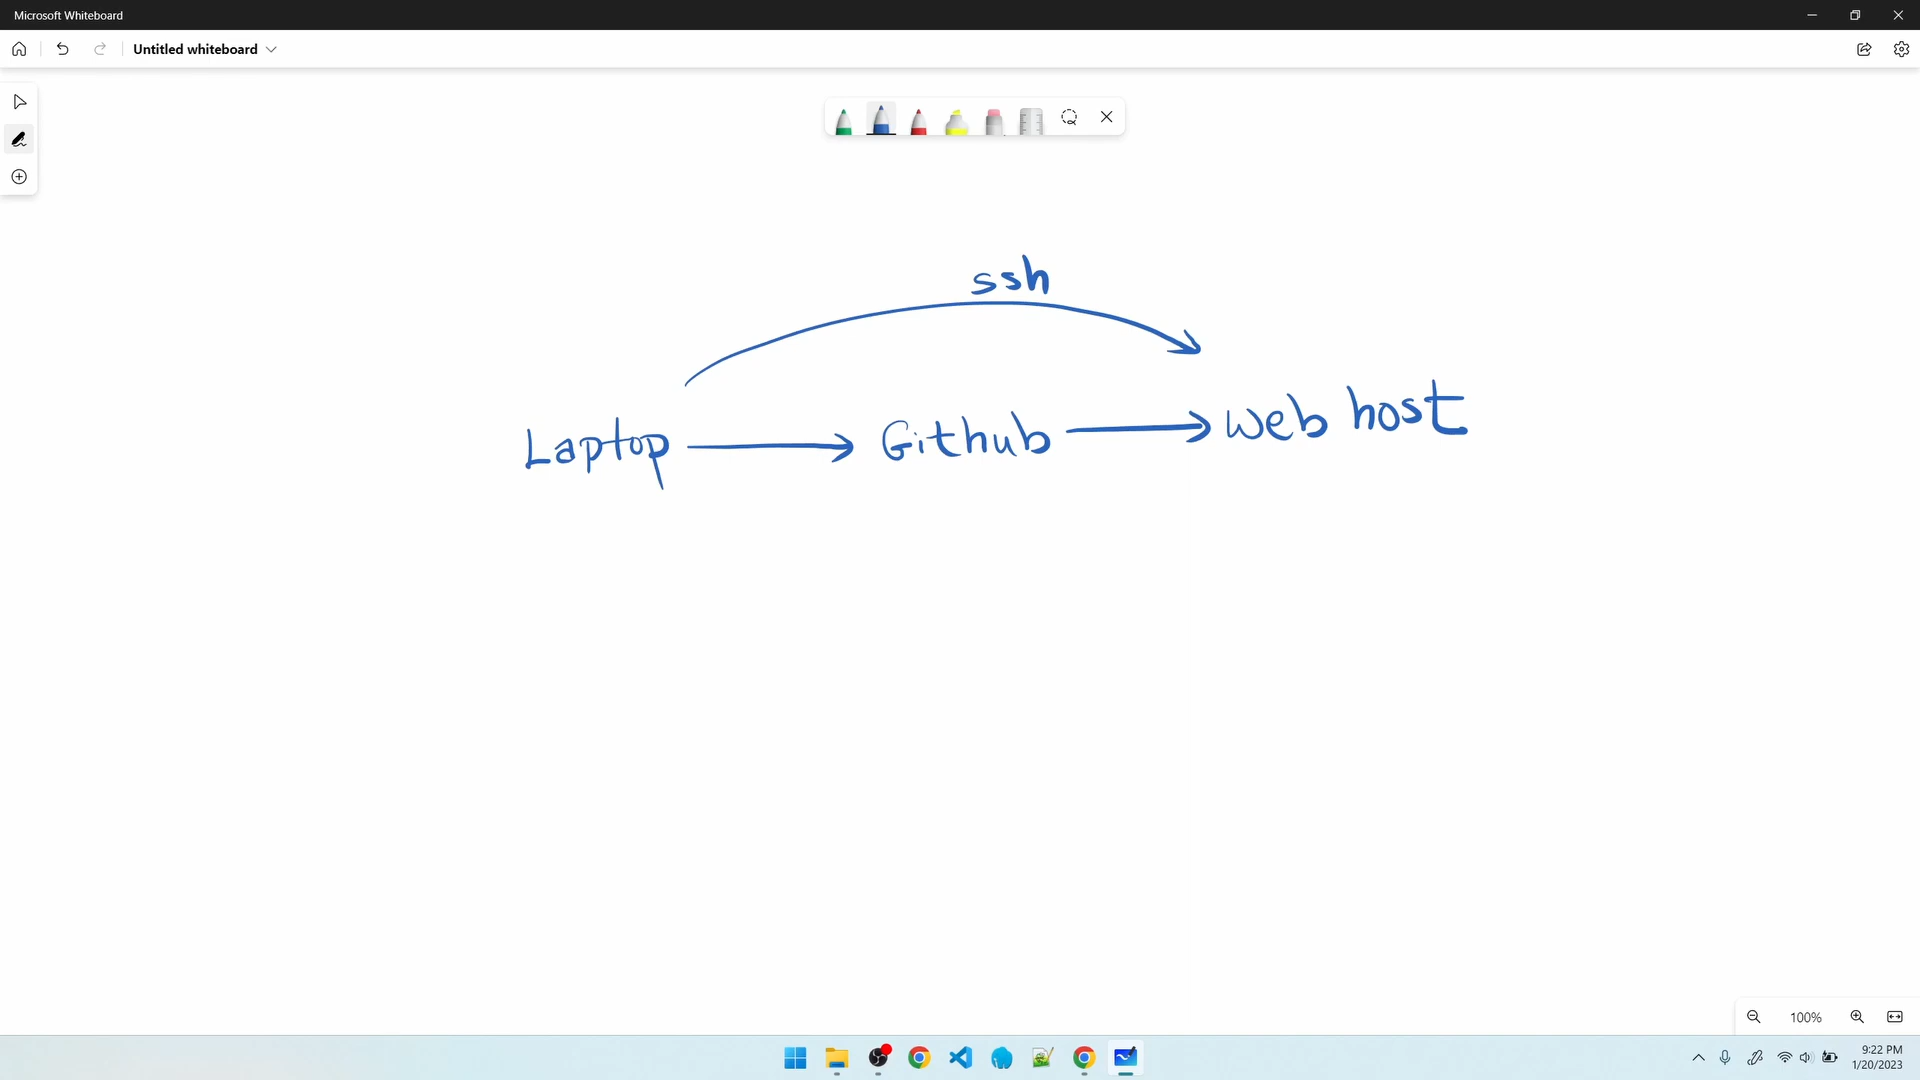 Microsoft Whiteboard
Untitled whiteboard
ssh
Laptop Github Web host
100%
9:22 PM
1/20/2023